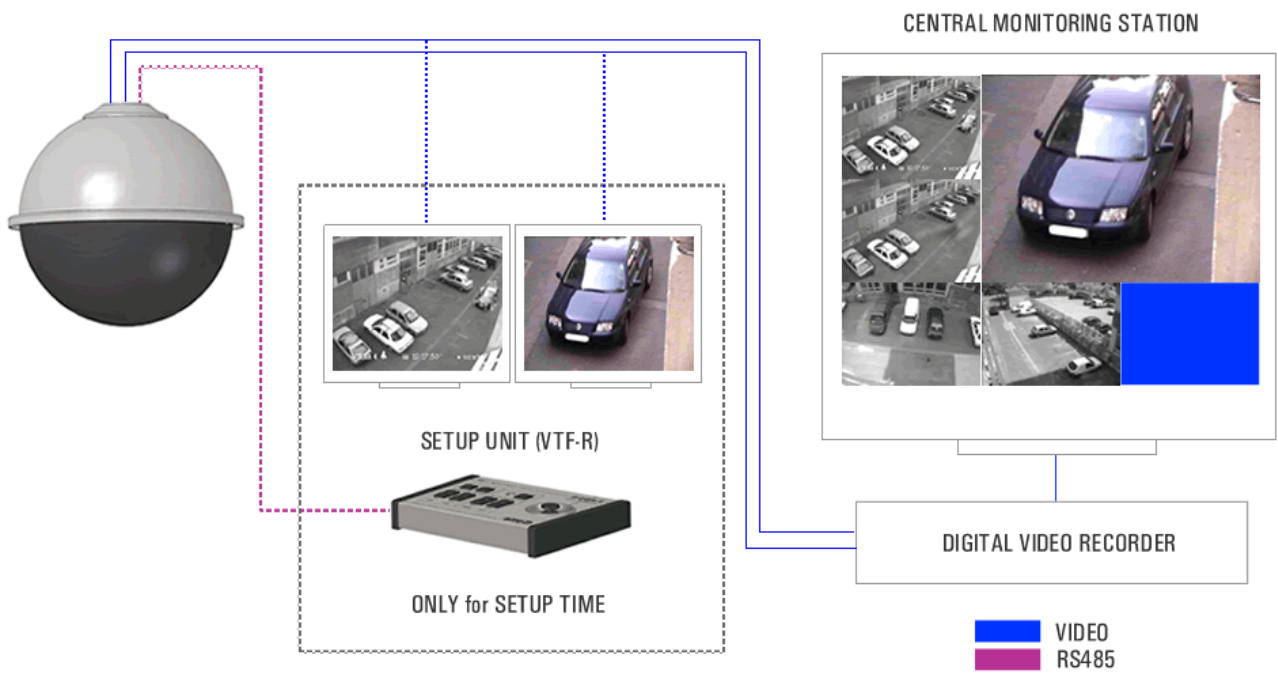 CENTRAL MONITORING STATION
SETUP UNIT (VTF-R)
ONLY for SETUP TIME
DIGITAL VIDEO RECORDER
VIDEO
RS485